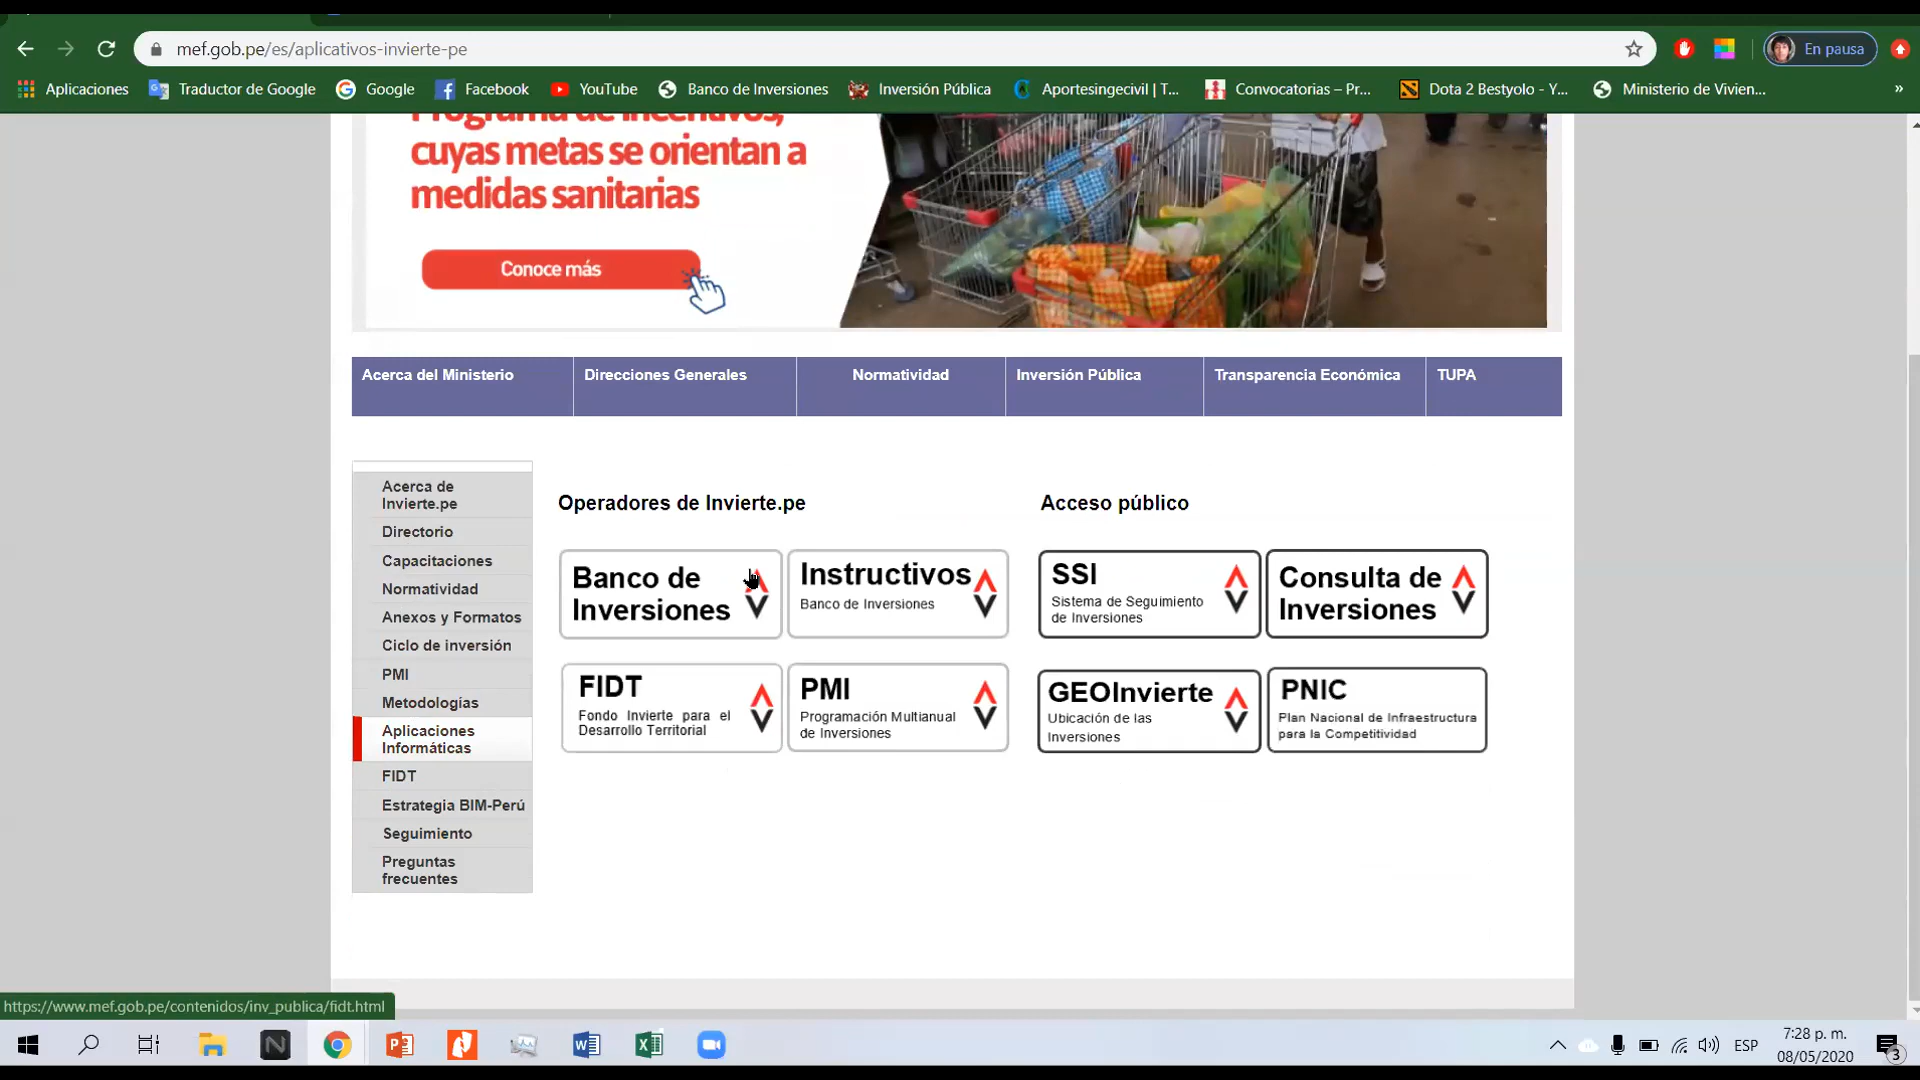 mef.gob.pe/es/aplicativos-invierte-pe
En pausa
Aplicaciones
Traductor de Google
Google
Facebook
YouTube
Banco de Inversiones
Inversión Pública
Aportesingecivil | T...
Convocatorias – Pr...
Dota 2 Bestyolo - Y...
Ministerio de Vivien...
»
Programa de incentivos,
cuyas metas se orientan a
medidas sanitarias
Conoce más
Acerca del Ministerio
Direcciones Generales
Normatividad
Inversión Pública
Transparencia Económica
TUPA
Acerca de
Invierte.pe
Directorio
Capacitaciones
Normatividad
Anexos y Formatos
Ciclo de inversión
PMI
Metodologías
Aplicaciones
Informáticas
FIDT
Estrategia BIM-Perú
Seguimiento
Preguntas
frecuentes
Operadores de Invierte.pe
Banco de
Inversiones
Instructivos
Banco de Inversiones
FIDT
Fondo Invierte para el
Desarrollo Territorial
PMI
Programación Multianual
de Inversiones
Acceso público
SSI
Sistema de Seguimiento
de Inversiones
Consulta de
Inversiones
GEOInvierte
Ubicación de las
Inversiones
PNIC
Plan Nacional de Infraestructura
para la Competitividad
https://www.mef.gob.pe/contenidos/inv_publica/fidt.html
ESP
7:28 p. m.
08/05/2020
3